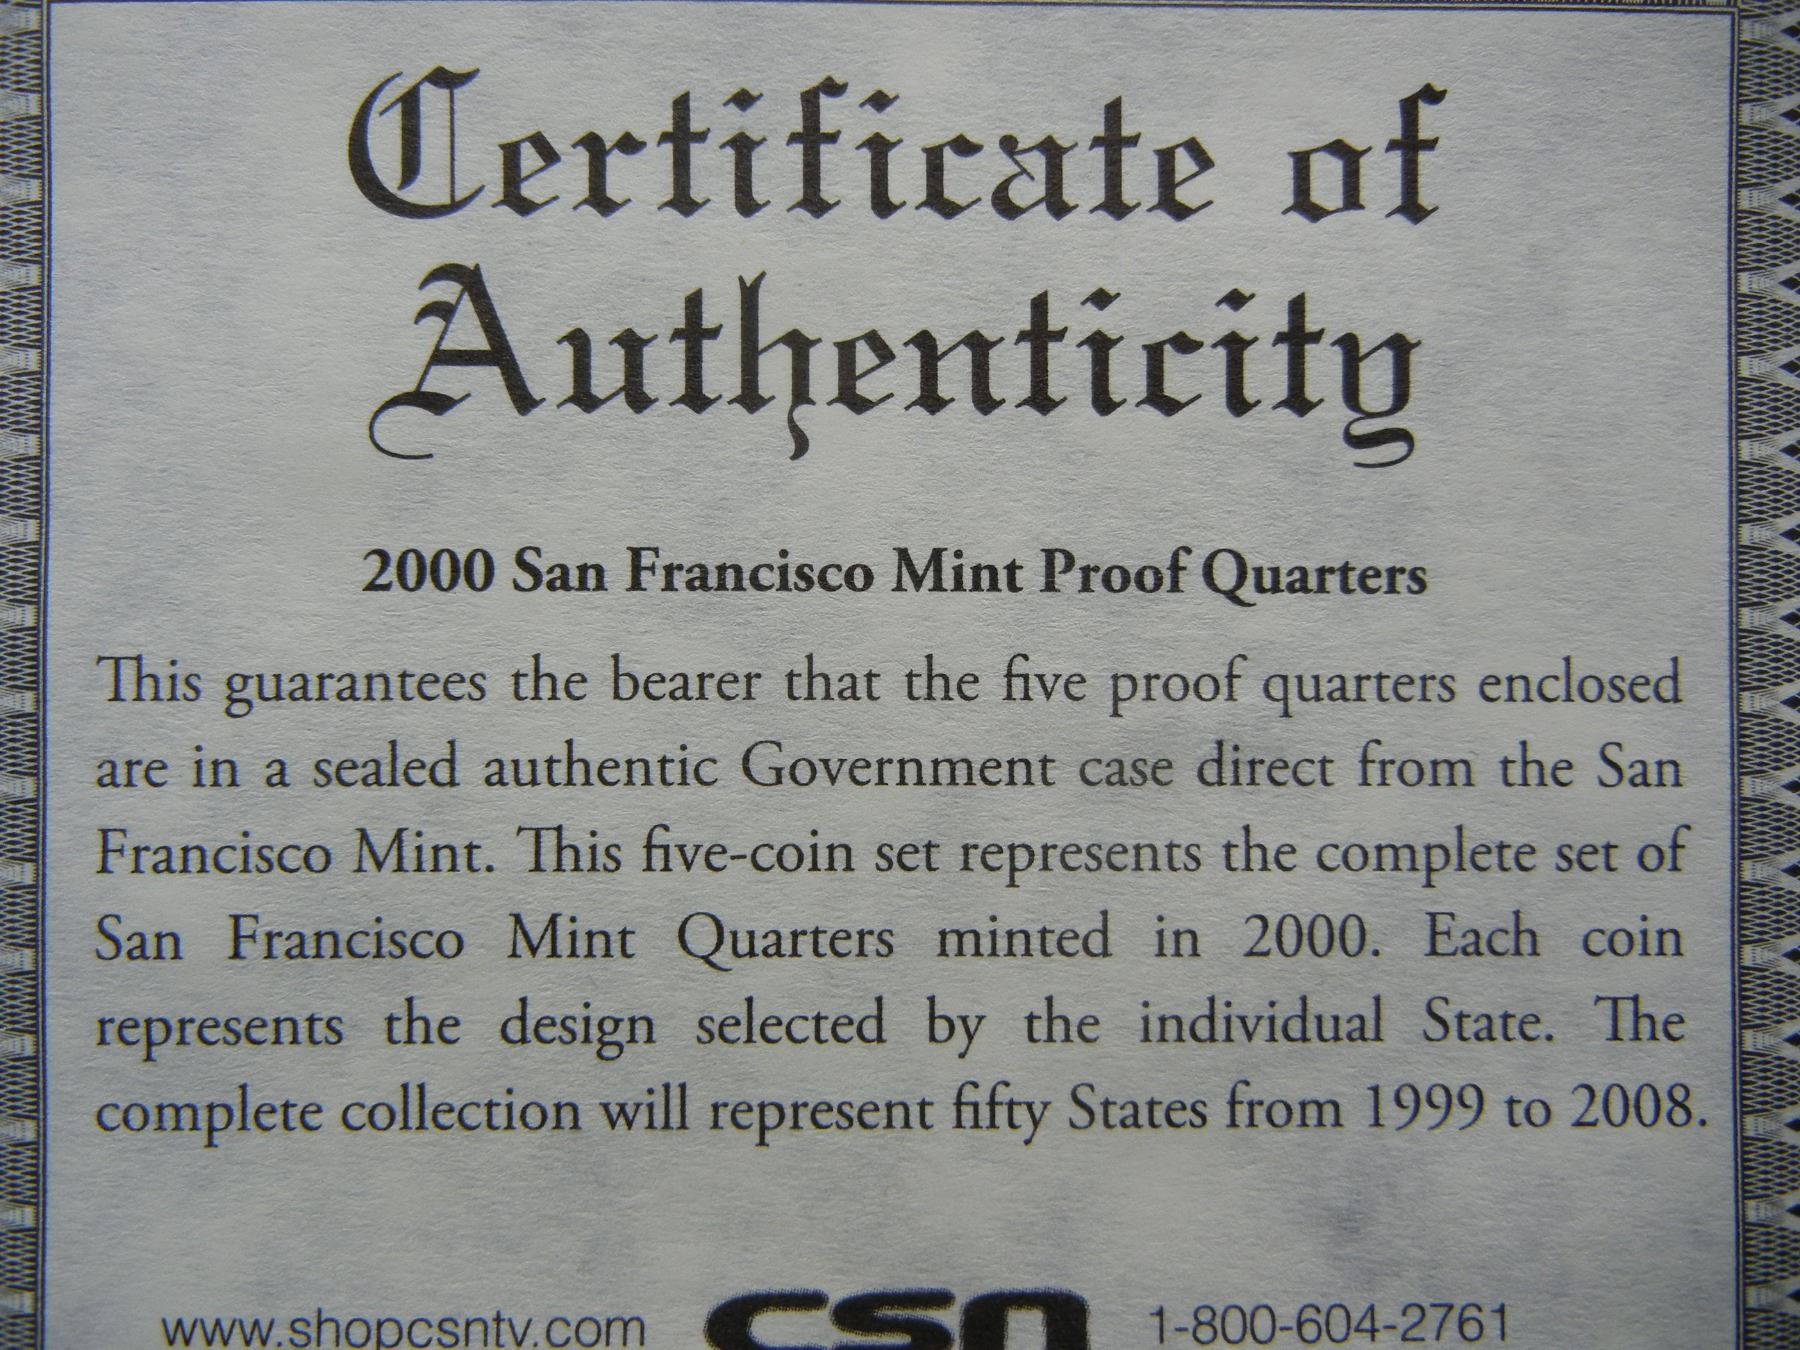 Certificate of
Authenticity
2000 San Francisco Mint Proof Quarters
This guarantees the bearer that the five proof quarters enclosed
are in a sealed authentic Government case direct from the San
Francisco Mint. This five-coin set represents the complete set of
San Francisco Mint Quarters minted in 2000. Each coin
represents the design selected by the individual State. The
complete collection will represent fifty States from 1999 to 2008.
www.shopcsntv.com csn 1-800-604-2761